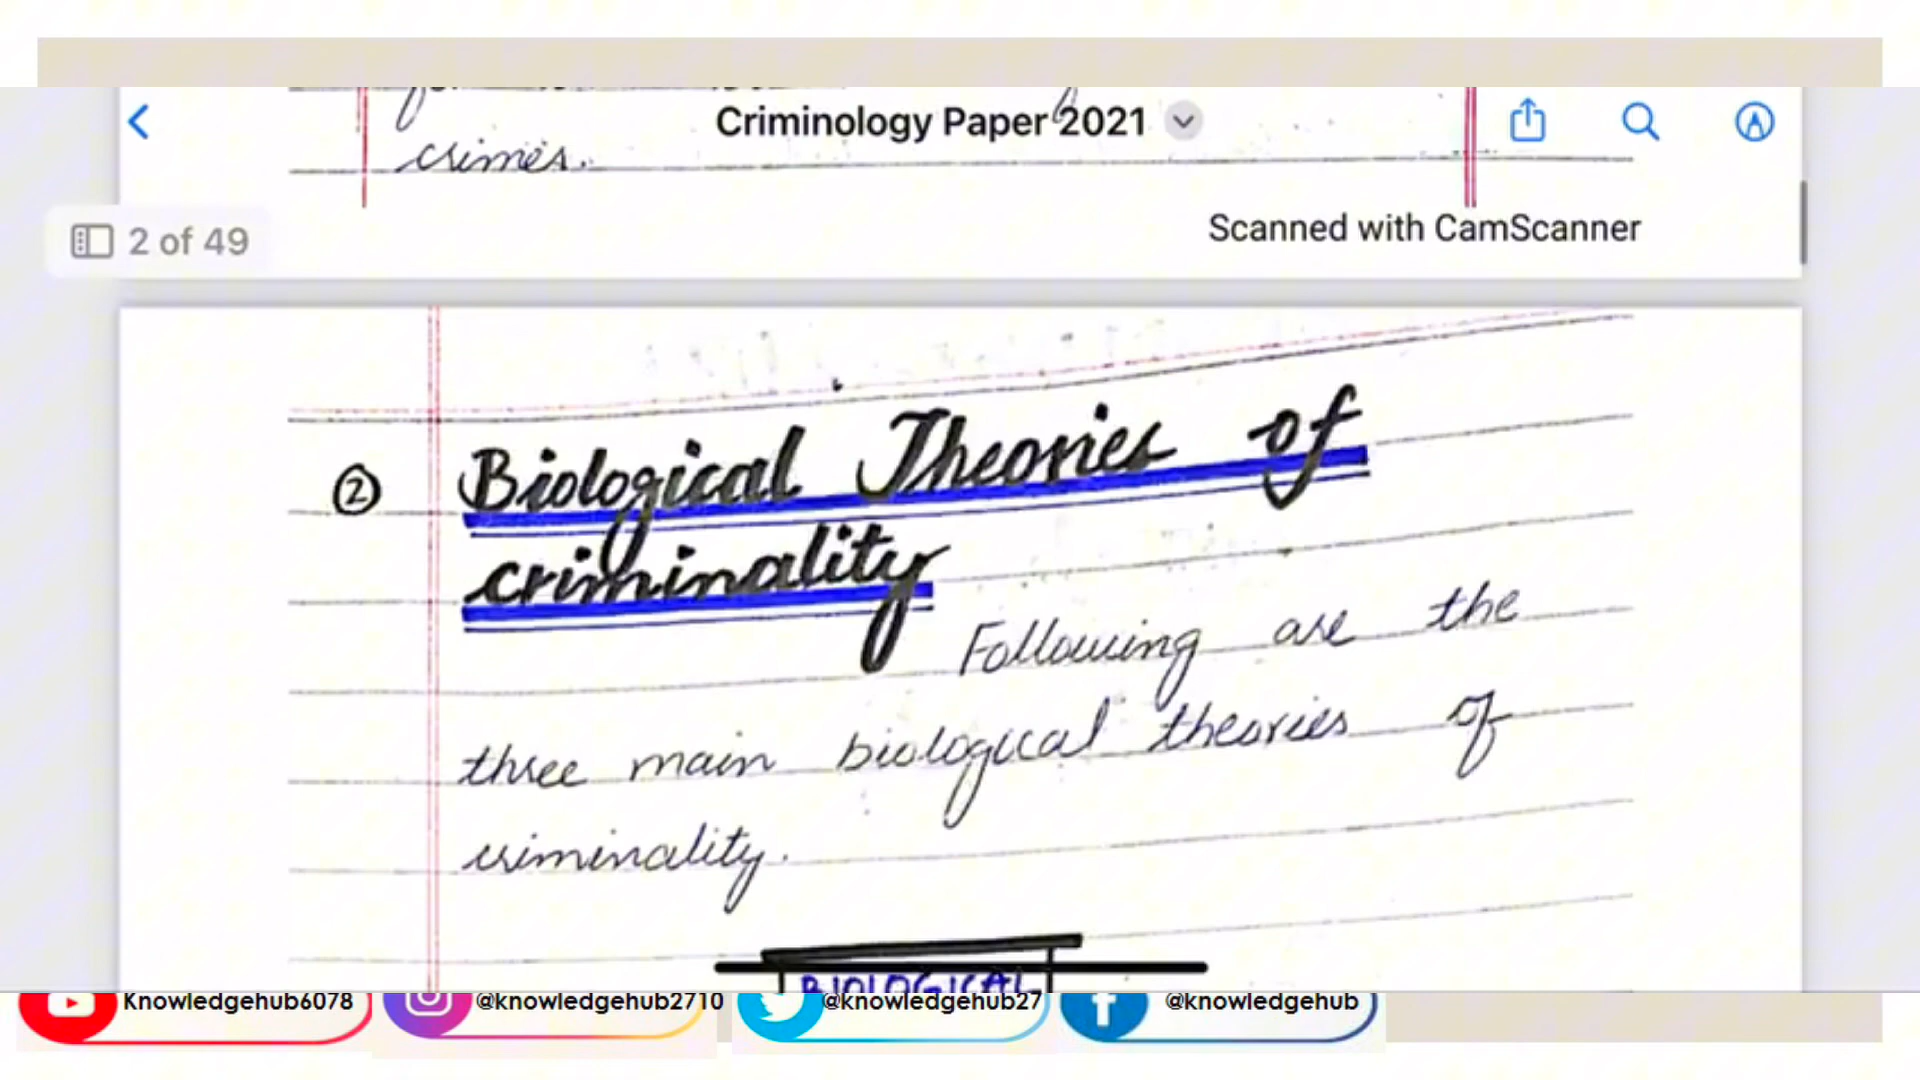 Criminology Paper 2021
crimes.
2 of 49
Scanned with CamScanner
② Biological Theories of
criminality
Following are the
three main biological theories of
criminality.
BIOLOGICAL
Knowledgehub6078
@knowledgehub2710
@knowledgehub27
@knowledgehub